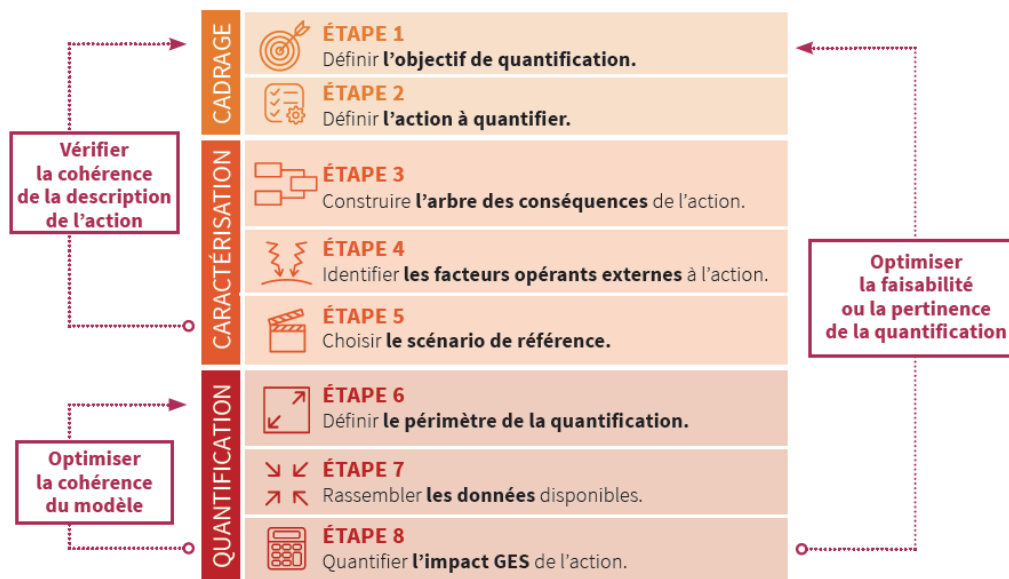 CADRAGE
ÉTAPE 1
Définir l'objectif de quantification.
ÉTAPE 2
Définir l'action à quantifier.
Vérifier
la cohérence
de la description
de l'action
CARACTÉRISATION
ÉTAPE 3
Construire l'arbre des conséquences de l'action.
ÉTAPE 4
Identifier les facteurs opérants externes à l'action.
ÉTAPE 5
Choisir le scénario de référence.
Optimiser
la faisabilité
ou la pertinence
de la quantification
QUANTIFICATION
ÉTAPE 6
Définir le périmètre de la quantification.
ÉTAPE 7
Rassembler les données disponibles.
ÉTAPE 8
Quantifier l'impact GES de l'action.
Optimiser
la cohérence
du modèle